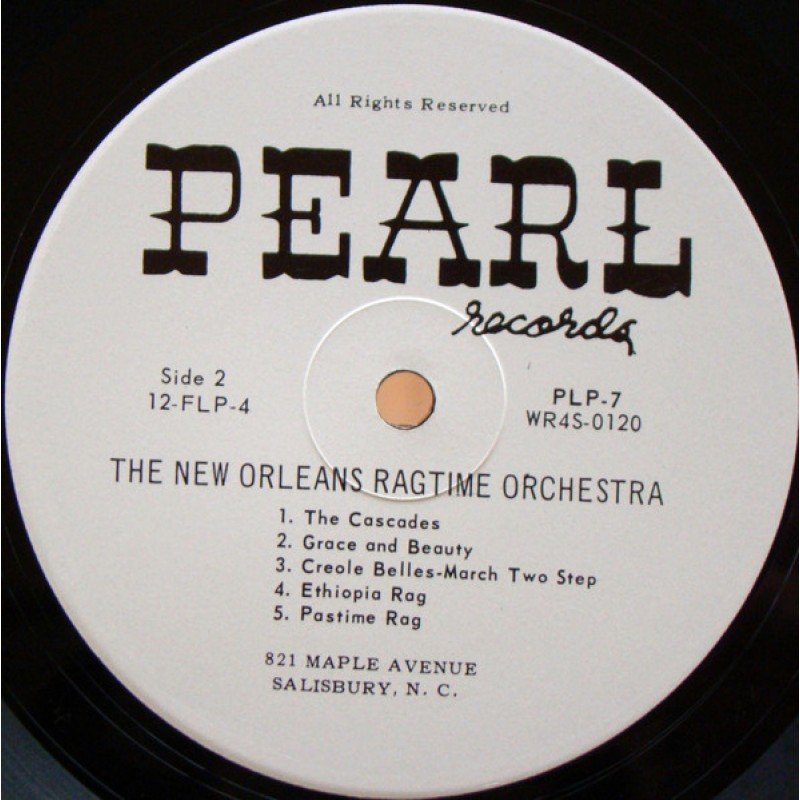 All Rights Reserved
PEARL
records
Side 2
12-FLP-4
PLP-7
WR4S-0120
THE NEW ORLEANS RAGTIME ORCHESTRA
1. The Cascades
2. Grace and Beauty
3. Creole Belles-March Two Step
4. Ethiopia Rag
5. Pastime Rag
821 MAPLE AVENUE
SALISBURY, N. C.